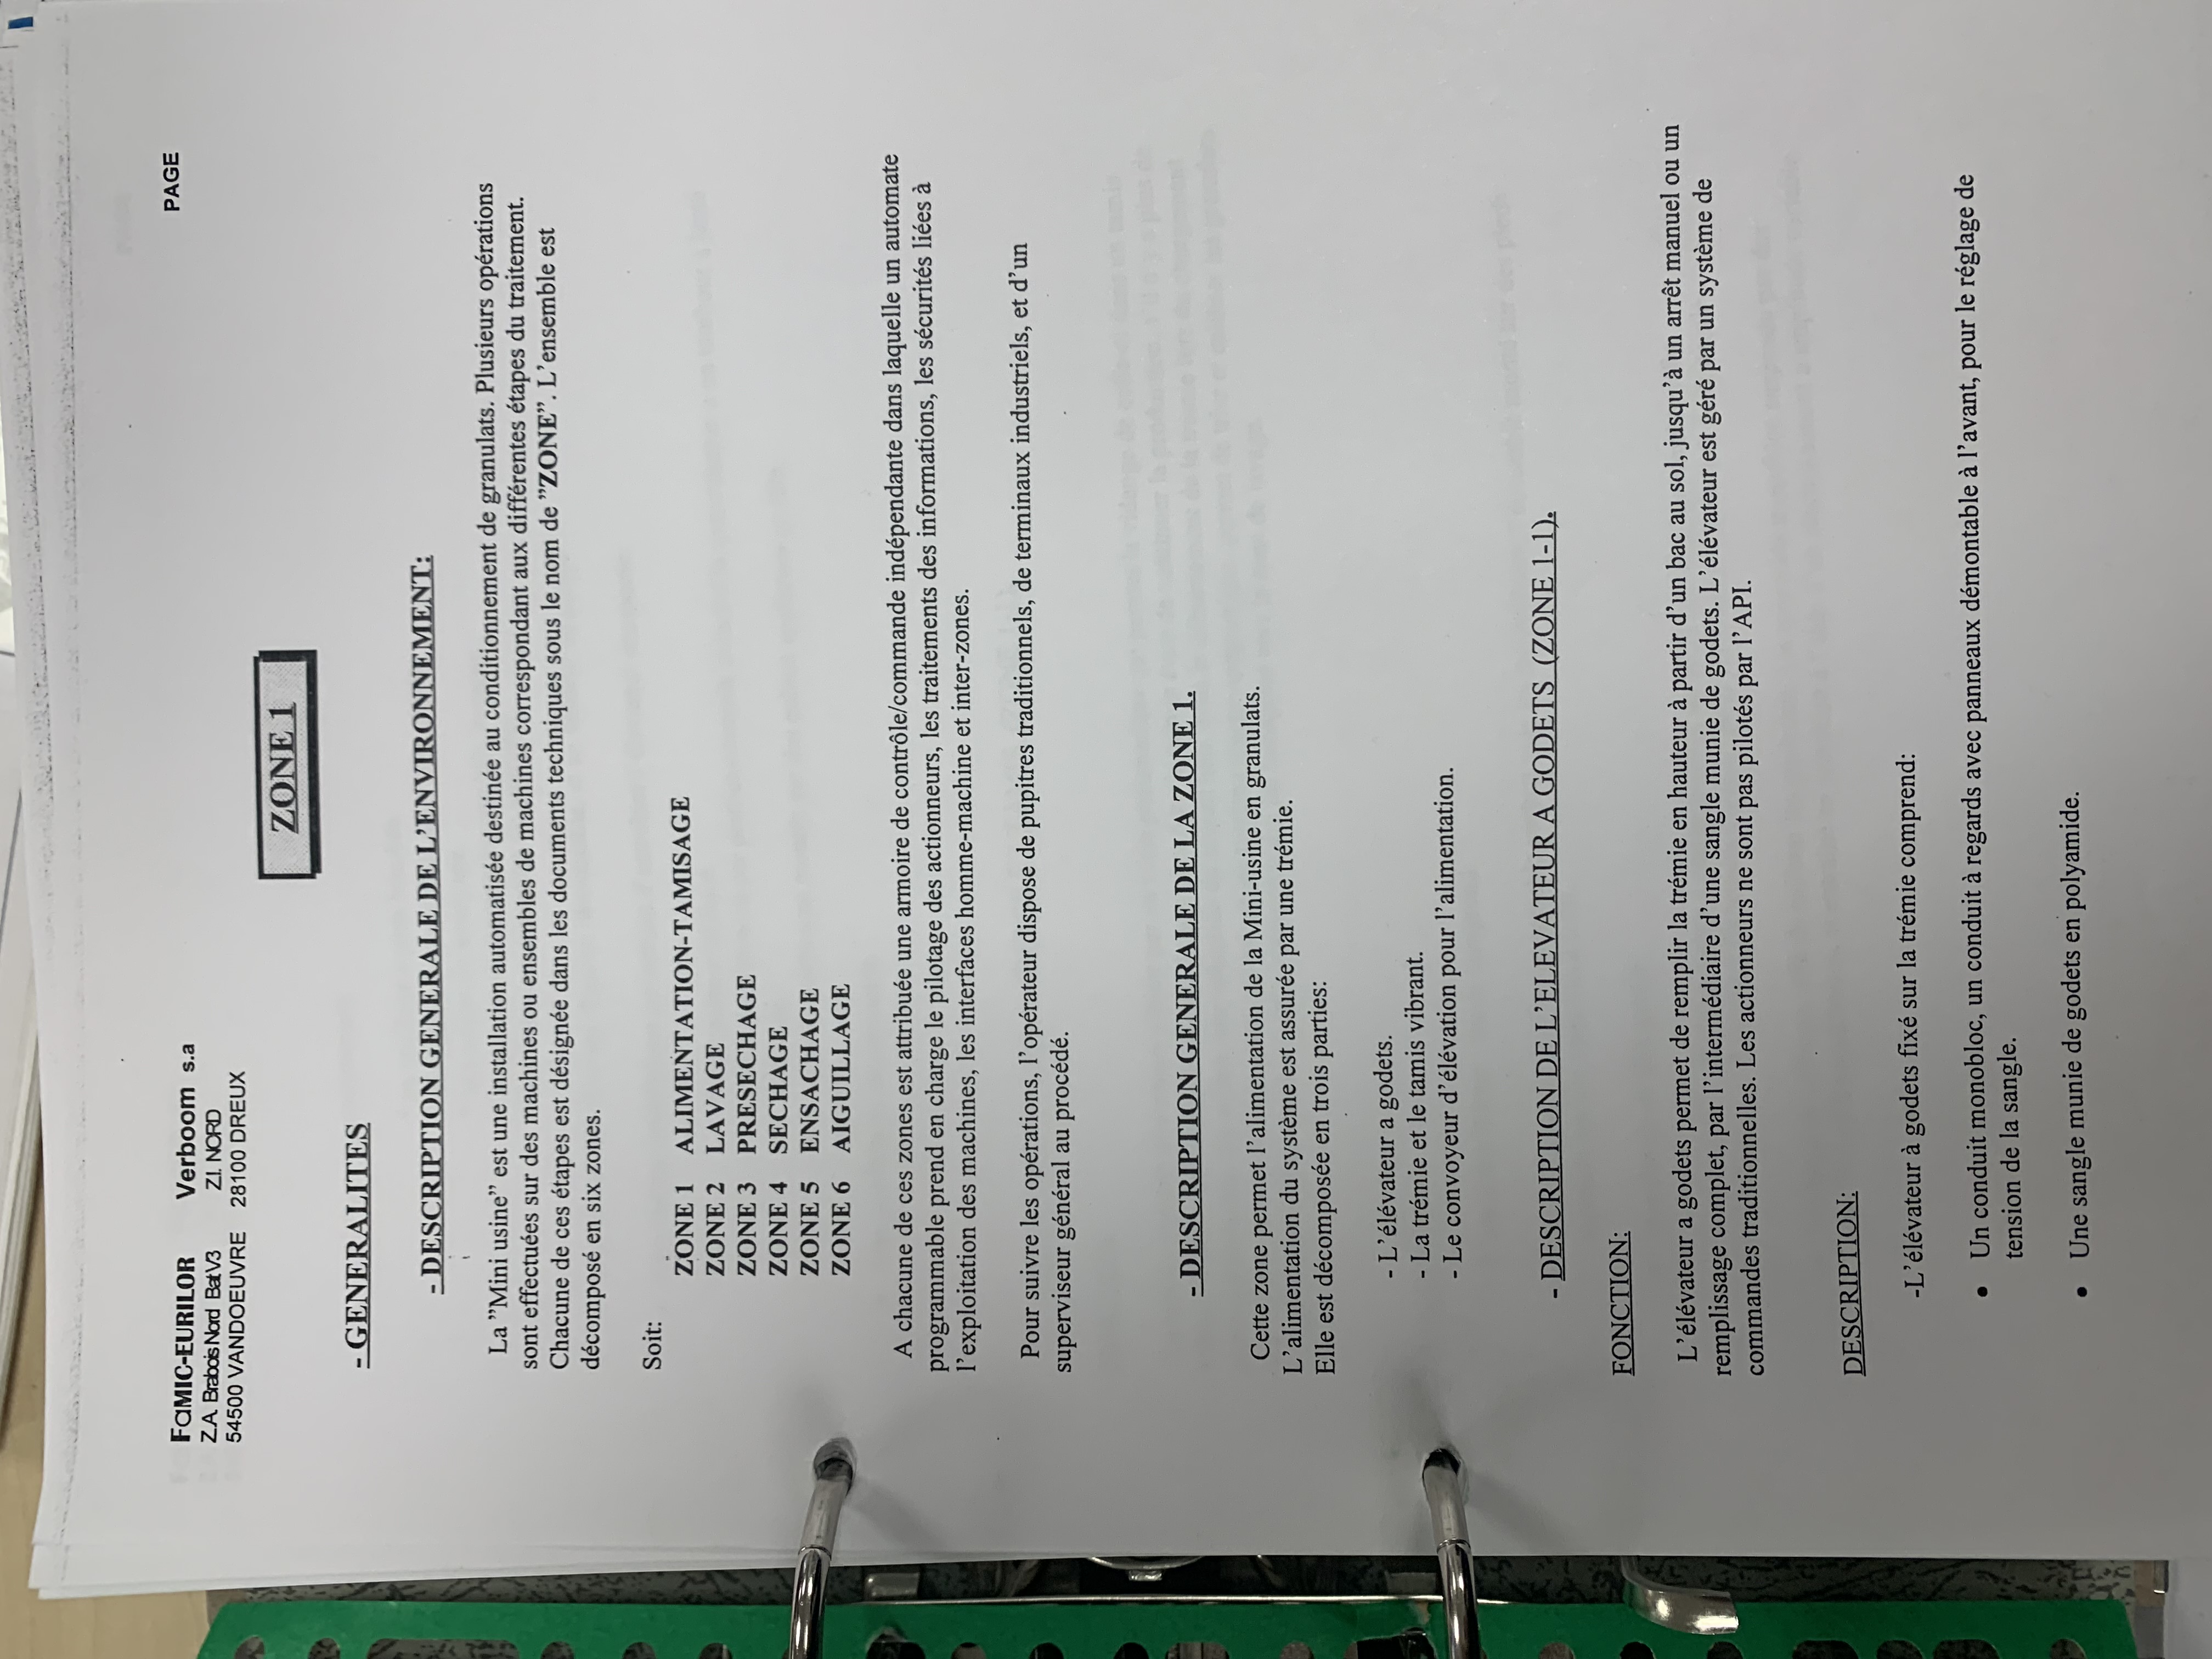 FaMIC-EURILOR Verboom s.a
Z.A. Brabois Nord Bat V3 Z.I. NORD
54500 VANDOEUVRE 28100 DREUX
PAGE
ZONE 1
- GENERALITES
- DESCRIPTION GENERALE DE L'ENVIRONNEMENT:
La "Mini usine" est une installation automatisée destinée au conditionnement de granulats. Plusieurs opérations
sont effectuées sur des machines ou ensembles de machines correspondant aux différentes étapes du traitement.
Chacune de ces étapes est désignée dans les documents techniques sous le nom de "ZONE". L'ensemble est
décomposé en six zones.
Soit:
ZONE 1 ALIMENTATION-TAMISAGE
ZONE 2 LAVAGE
ZONE 3 PRESECHAGE
ZONE 4 SECHAGE
ZONE 5 ENSACHAGE
ZONE 6 AIGUILLAGE
A chacune de ces zones est attribuée une armoire de contrôle/commande indépendante dans laquelle un automate
programmable prend en charge le pilotage des actionneurs, les traitements des informations, les sécurités liées à
l'exploitation des machines, les interfaces homme-machine et inter-zones.
Pour suivre les opérations, l'opérateur dispose de pupitres traditionnels, de terminaux industriels, et d'un
superviseur général au procédé.
- DESCRIPTION GENERALE DE LA ZONE 1.
Cette zone permet l'alimentation de la Mini-usine en granulats.
L'alimentation du système est assurée par une trémie.
Elle est décomposée en trois parties:
- L'élévateur a godets.
- La trémie et le tamis vibrant.
- Le convoyeur d'élévation pour l'alimentation.
- DESCRIPTION DE L'ELEVATEUR A GODETS (ZONE 1-1).
FONCTION:
L'élévateur a godets permet de remplir la trémie en hauteur à partir d'un bac au sol, jusqu'à un arrêt manuel ou un
remplissage complet, par l'intermédiaire d'une sangle munie de godets. L'élévateur est géré par un système de
commandes traditionnelles. Les actionneurs ne sont pas pilotés par l'API.
DESCRIPTION:
-L'élévateur à godets fixé sur la trémie comprend:
• Un conduit monobloc, un conduit à regards avec panneaux démontable à l'avant, pour le réglage de
tension de la sangle.
• Une sangle munie de godets en polyamide.